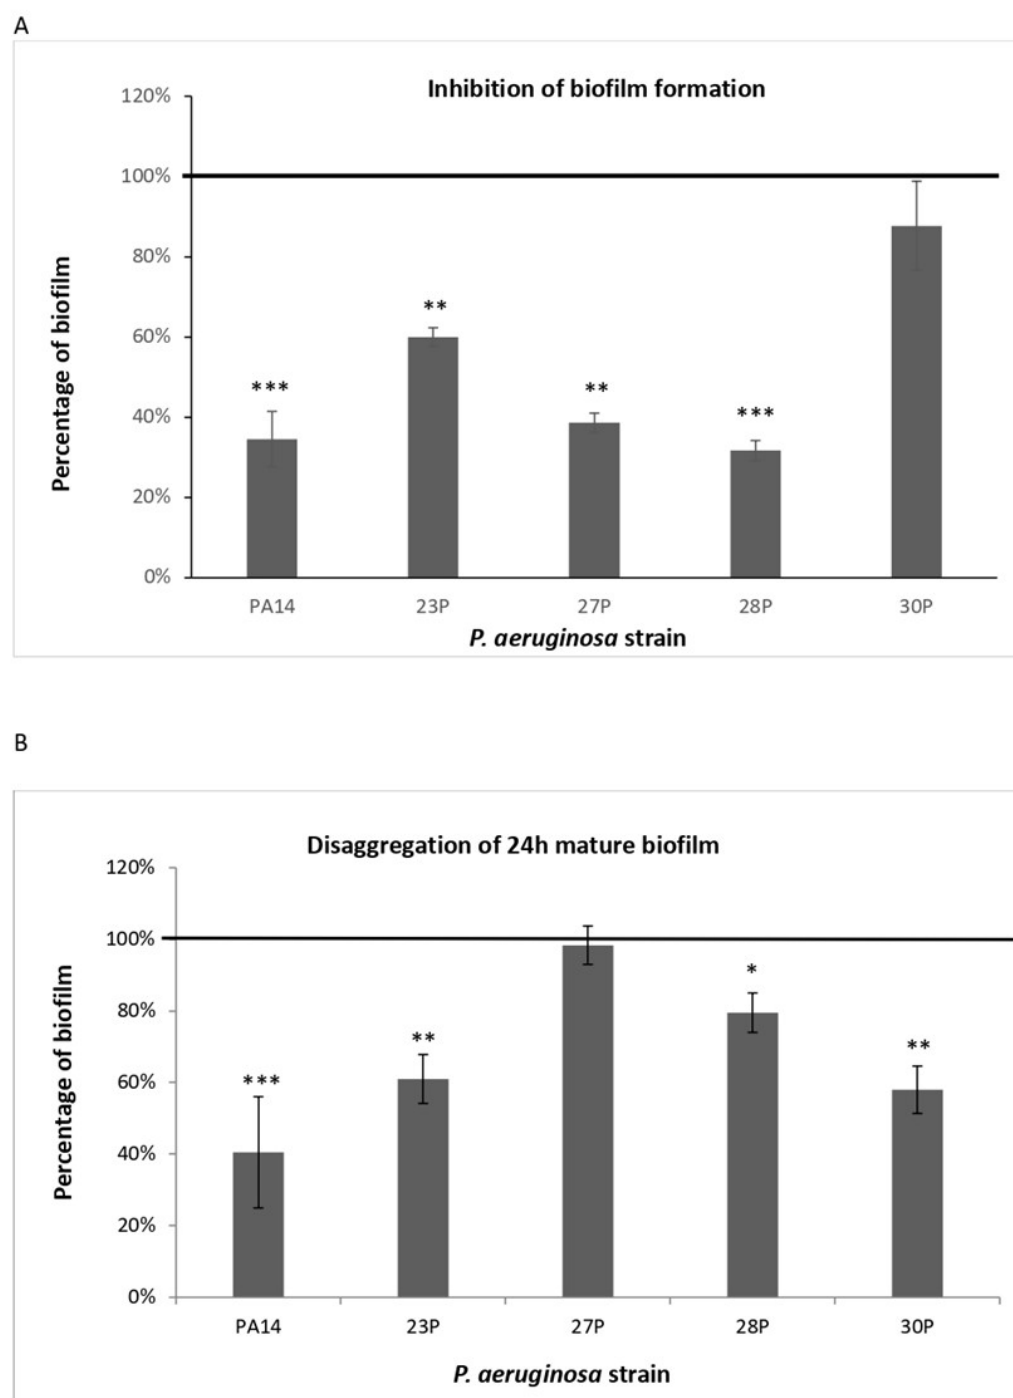 A
Inhibition of biofilm formation
120%
100%
80%
60%
40%
20%
0%
Percentage of biofilm
***
**
**
***
PA14 23P 27P 28P 30P
P. aeruginosa strain
B
Disaggregation of 24h mature biofilm
120%
100%
80%
60%
40%
20%
0%
Percentage of biofilm
***
**
*
**
PA14 23P 27P 28P 30P
P. aeruginosa strain